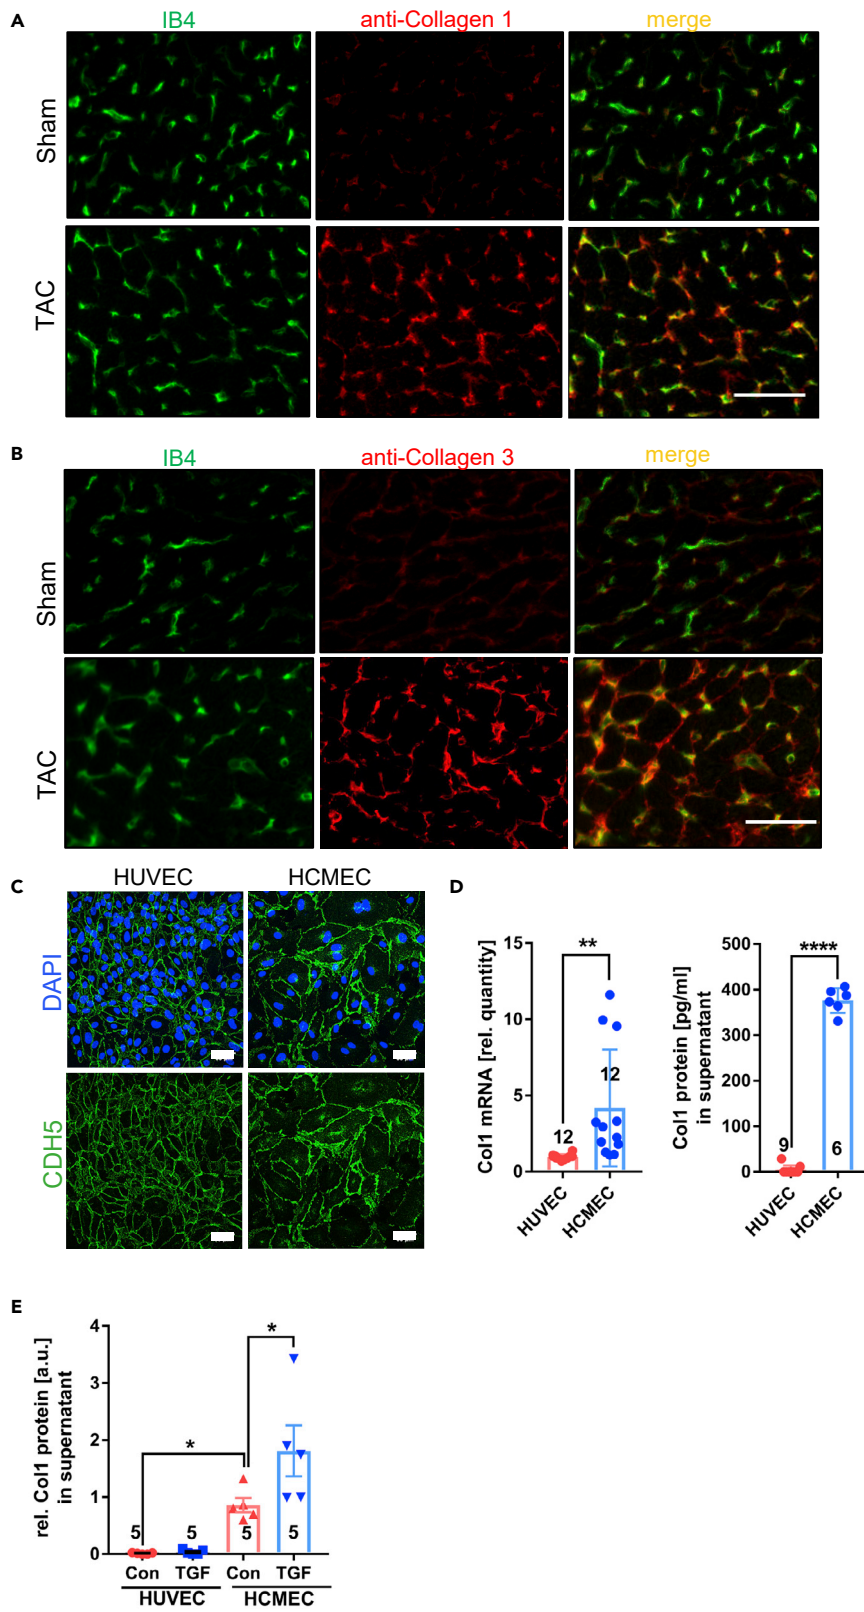 A
IB4
anti-Collagen 1
merge
Sham
TAC
B
IB4
anti-Collagen 3
merge
Sham
TAC
C
HUVEC
HCMEC
DAPI
CDH5
D
Col1 mRNA [rel. quantity]
15
10
5
0
**
12
12
HUVEC
HCMEC
Col1 protein [pg/ml]
in supernatant
500
400
300
200
100
0
****
9
6
HUVEC
HCMEC
E
rel. Col1 protein [a.u.]
in supernatant
4
3
2
1
0
*
*
5
5
5
5
Con
TGF
Con
TGF
HUVEC
HCMEC